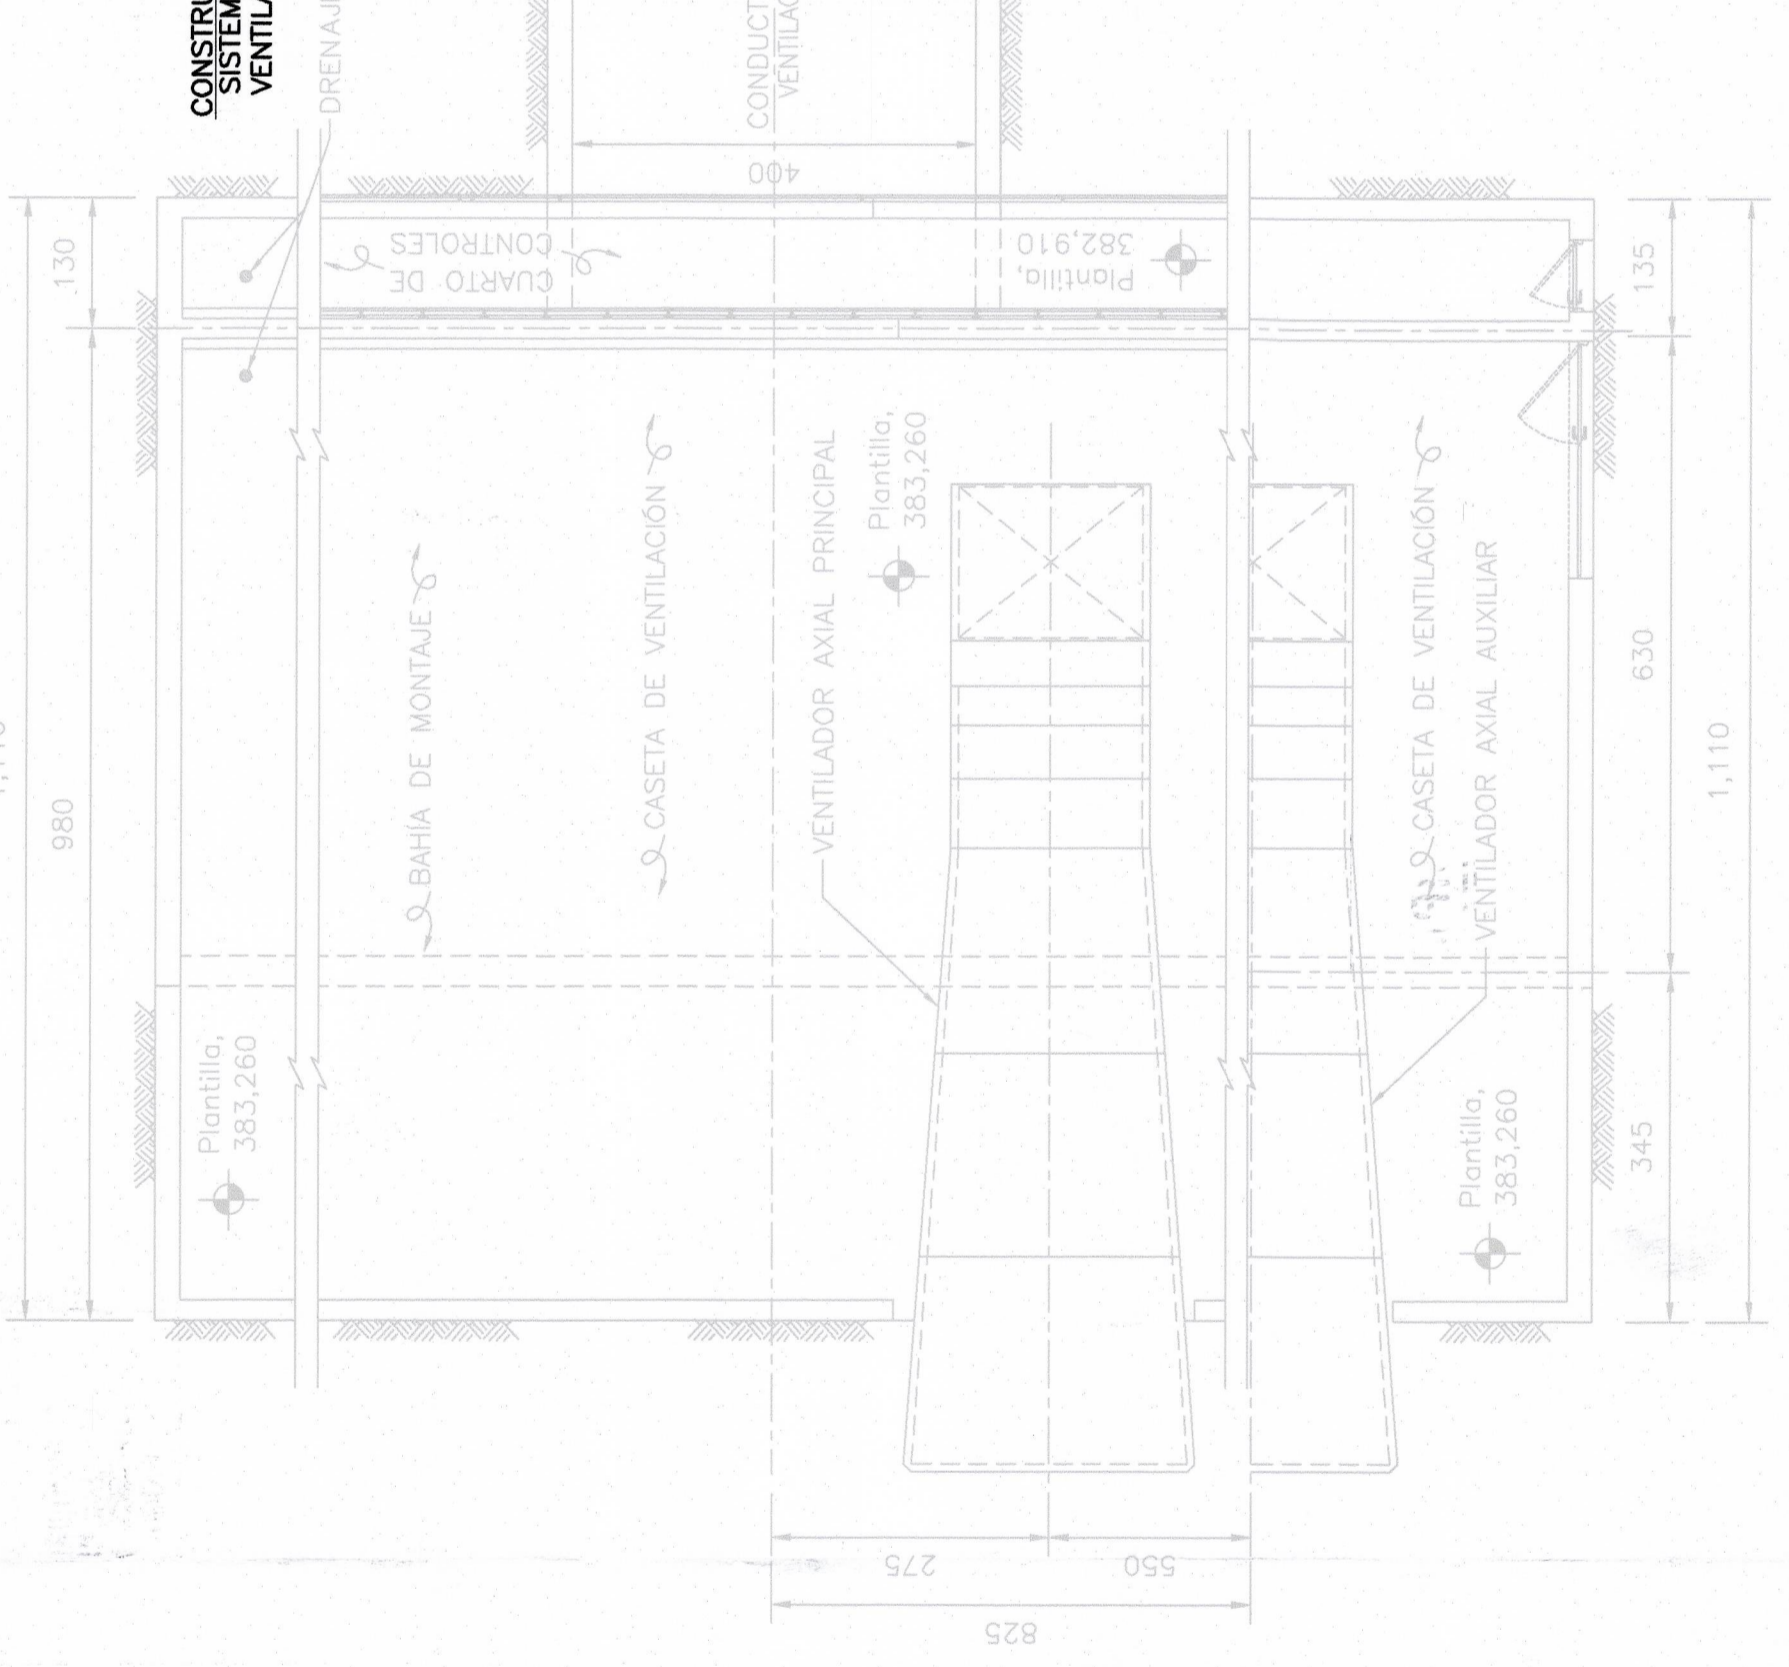 CONSTRU
SISTEM
VENTILA
DRENAJE
CONDUCT
VENTILAC
400
130
980
CUARTO DE
CONTROLES
Plantilla,
382,910
135
BAHÍA DE MONTAJE
CASETA DE VENTILACIÓN
VENTILADOR AXIAL PRINCIPAL
Plantilla,
383,260
CASETA DE VENTILACIÓN
VENTILADOR AXIAL AUXILIAR
630
1,110
Plantilla,
383,260
Plantilla,
383,260
345
275
550
825